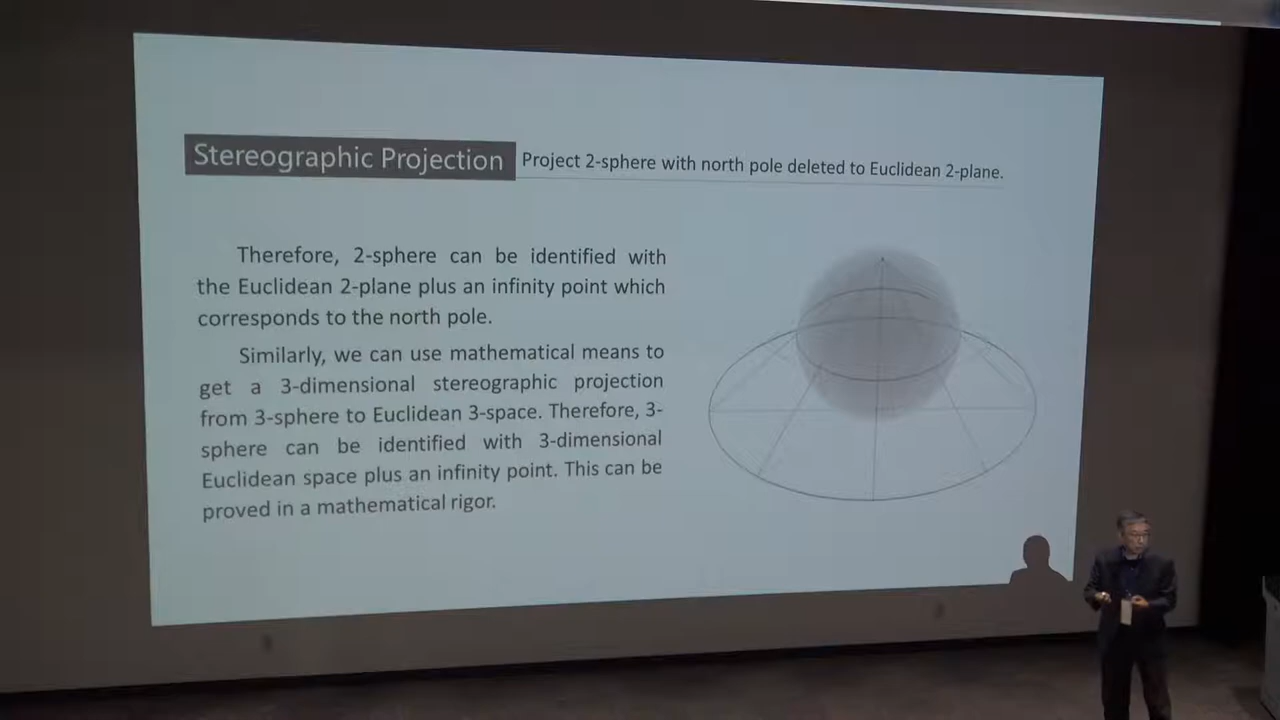 Stereographic Projection
Project 2-sphere with north pole deleted to Euclidean 2-plane.
Therefore, 2-sphere can be identified with
the Euclidean 2-plane plus an infinity point which
corresponds to the north pole.
Similarly, we can use mathematical means to
get a 3-dimensional stereographic projection
from 3-sphere to Euclidean 3-space. Therefore, 3-
sphere can be identified with 3-dimensional
Euclidean space plus an infinity point. This can be
proved in a mathematical rigor.